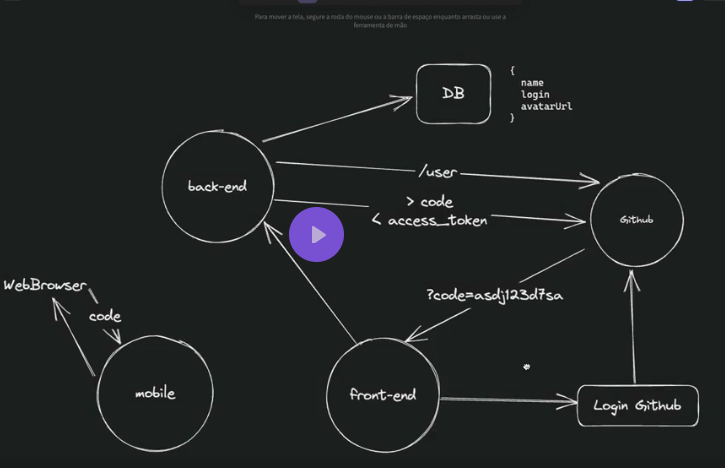 Para mover a tela, segure a roda do mouse ou a barra de espaço enquanto arrasta ou use a
ferramenta de mão
DB
{
name
login
avatarUrl
}
/user
back-end
> code
< access_token
Github
WebBrowser
code
?code=asdj123d7sa
mobile
front-end
Login Github